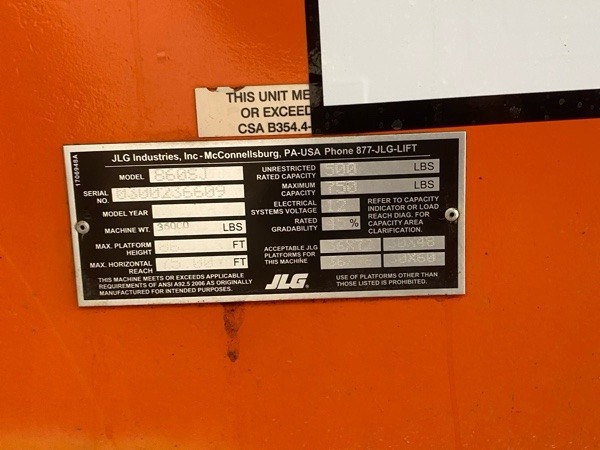 THIS UNIT ME
OR EXCEED
CSA B354.4-
1706948A
JLG Industries, Inc - McConnellsburg, PA-USA Phone 877-JLG-LIFT
MODEL 860SJ
SERIAL NO. 0300236609
MODEL YEAR
MACHINE WT. LBS
MAX. PLATFORM HEIGHT FT
MAX. HORIZONTAL REACH FT
THIS MACHINE MEETS OR EXCEEDS APPLICABLE
REQUIREMENTS OF ANSI A92.5 2006 AS ORIGINALLY
MANUFACTURED FOR INTENDED PURPOSES.
UNRESTRICTED RATED CAPACITY 500 LBS
MAXIMUM CAPACITY 750 LBS
ELECTRICAL SYSTEMS VOLTAGE 12
RATED GRADABILITY %
REFER TO CAPACITY
INDICATOR OR LOAD
REACH DIAG. FOR
CAPACITY AREA
CLARIFICATION.
ACCEPTABLE JLG
PLATFORMS FOR
THIS MACHINE
JLG
USE OF PLATFORMS OTHER THAN
THOSE LISTED IS PROHIBITED.